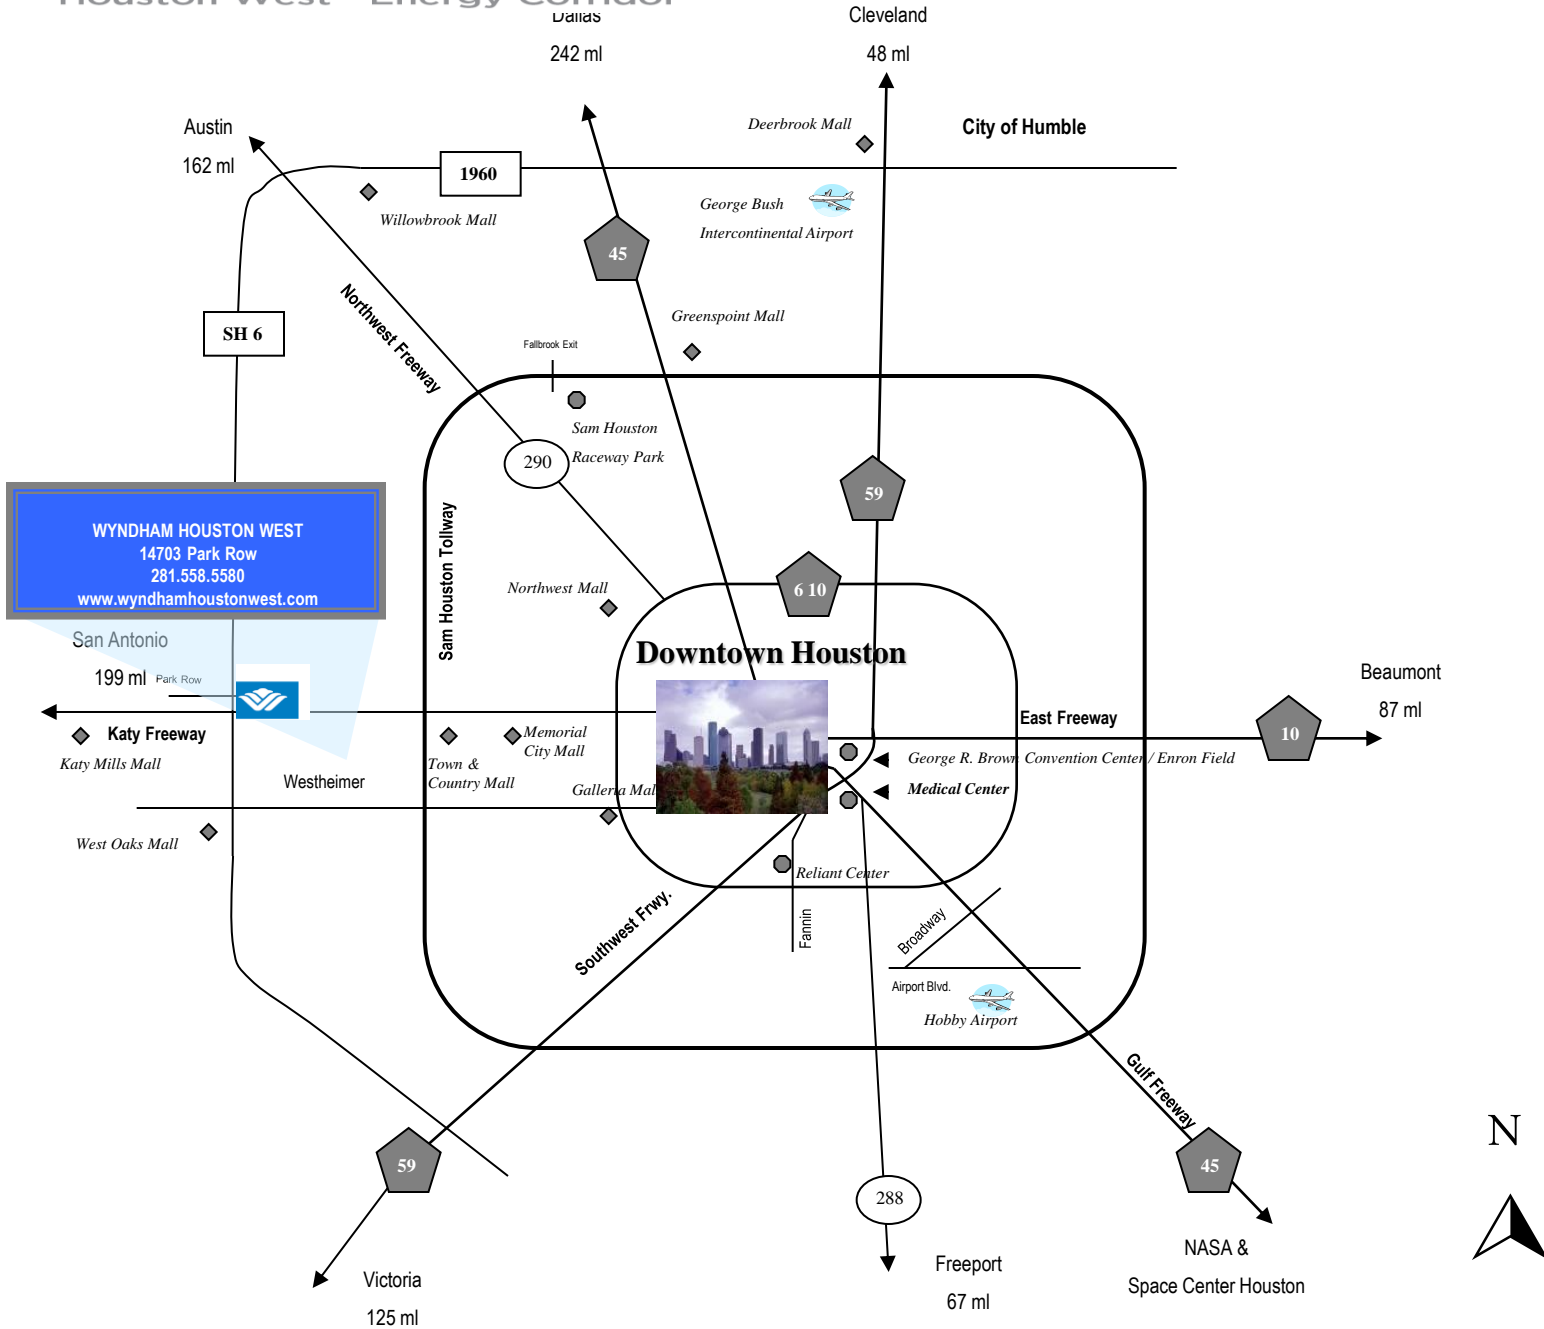 Houston West - Energy Corridor
Dallas
242 ml
Cleveland
48 ml
Austin
162 ml
Deerbrook Mall
City of Humble
1960
Willowbrook Mall
George Bush
Intercontinental Airport
45
Northwest Freeway
SH 6
Greenspoint Mall
Fallbrook Exit
Sam Houston
Raceway Park
290
59
WYNDHAM HOUSTON WEST
14703 Park Row
281.558.5580
www.wyndhamhoustonwest.com
Sam Houston Tollway
Northwest Mall
6 10
San Antonio
199 ml
Park Row
Downtown Houston
Beaumont
87 ml
Katy Freeway
Katy Mills Mall
Town &
Country Mall
Memorial
City Mall
East Freeway
10
George R. Brown Convention Center / Enron Field
Medical Center
Westheimer
Galleria Mal
West Oaks Mall
Reliant Center
Fannin
Southwest Frwy.
Broadway
Airport Blvd.
Hobby Airport
Gulf Freeway
59
288
45
N
Victoria
125 ml
Freeport
67 ml
NASA &
Space Center Houston